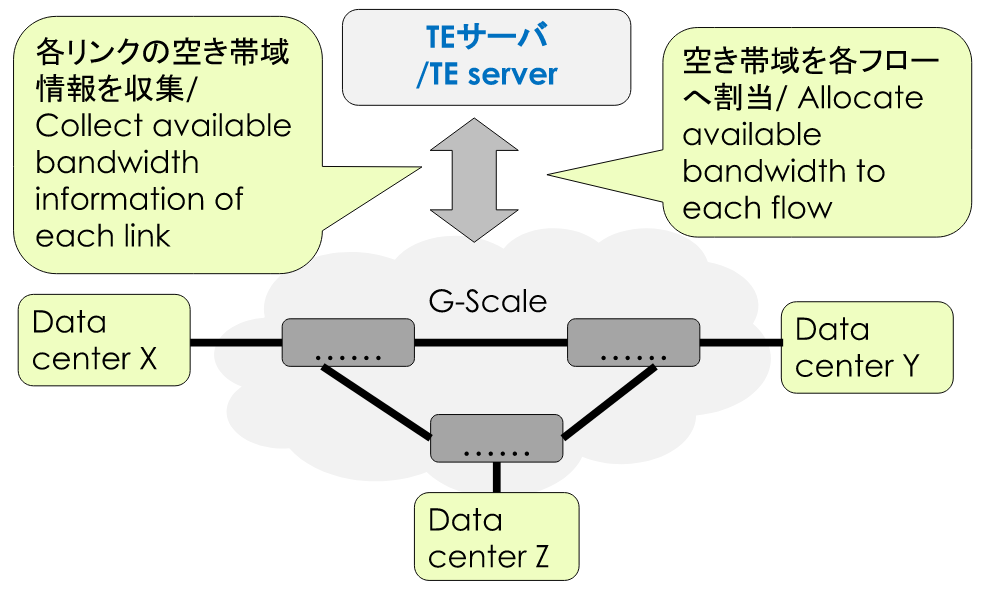 TEサーバ
/TE server
各リンクの空き帯域
情報を収集/
Collect available
bandwidth
information of
each link
空き帯域を各フロー
へ割当/ Allocate
available
bandwidth to
each flow
G-Scale
Data
center X
......
......
Data
center Y
......
Data
center Z